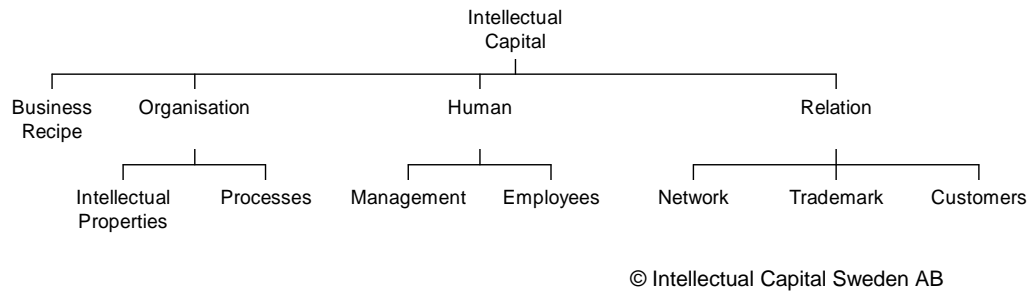 Intellectual
Capital
Business
Recipe
Organisation
Human
Relation
Intellectual
Properties
Processes
Management
Employees
Network
Trademark
Customers
© Intellectual Capital Sweden AB